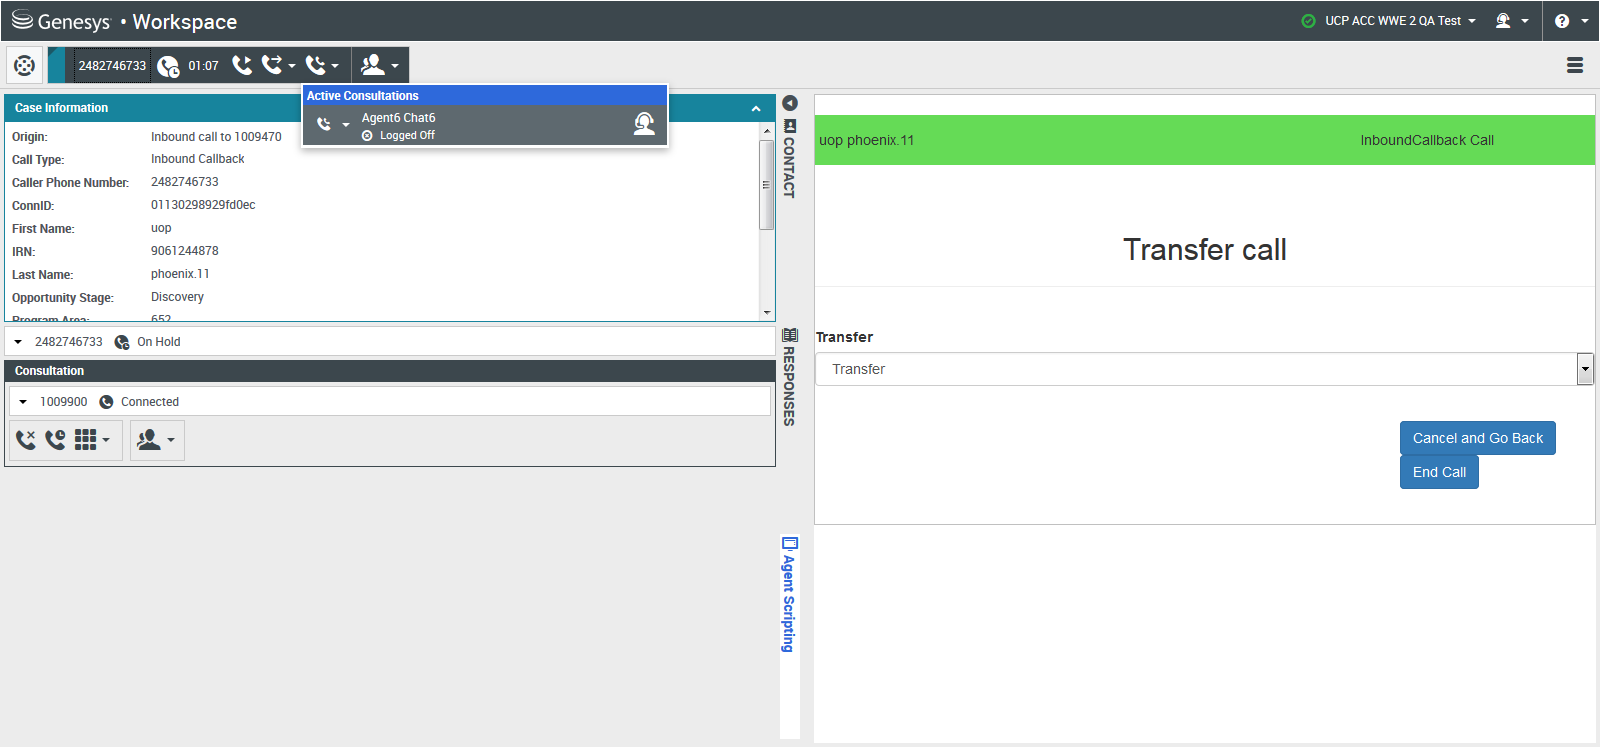 Genesys • Workspace
UCP ACC WWE 2 QA Test
2482746733
01:07
Active Consultations
Agent6 Chat6
Logged Off
Case Information
Origin: Inbound call to 1009470
Call Type: Inbound Callback
Caller Phone Number: 2482746733
ConnID: 01130298929fd0ec
First Name: uop
IRN: 9061244878
Last Name: phoenix.11
Opportunity Stage: Discovery
Program Area: 652
2482746733 On Hold
Consultation
1009900 Connected
CONTACT
RESPONSES
Agent Scripting
uop phoenix.11 InboundCallback Call
Transfer call
Transfer
Transfer
Cancel and Go Back
End Call